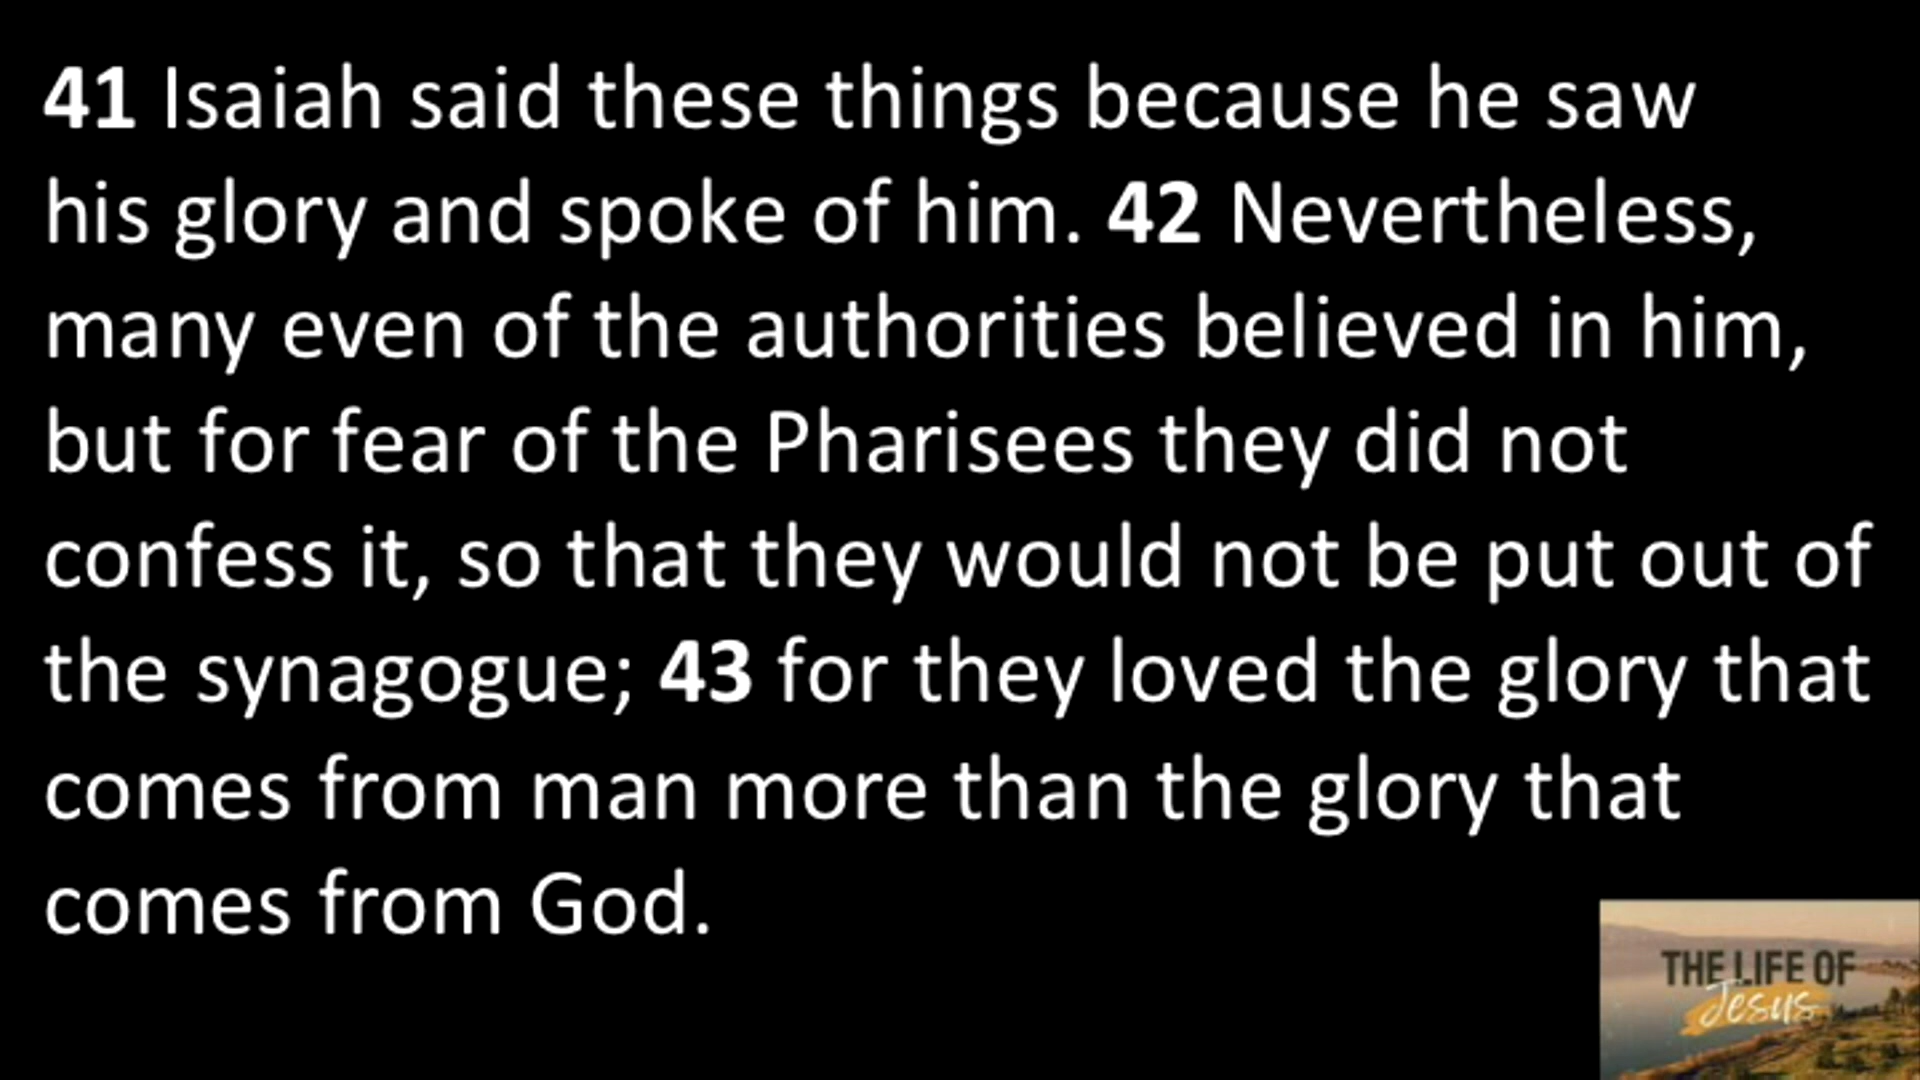 41 Isaiah said these things because he saw
his glory and spoke of him. 42 Nevertheless,
many even of the authorities believed in him,
but for fear of the Pharisees they did not
confess it, so that they would not be put out of
the synagogue; 43 for they loved the glory that
comes from man more than the glory that
comes from God.
THE LIFE OF
Jesus